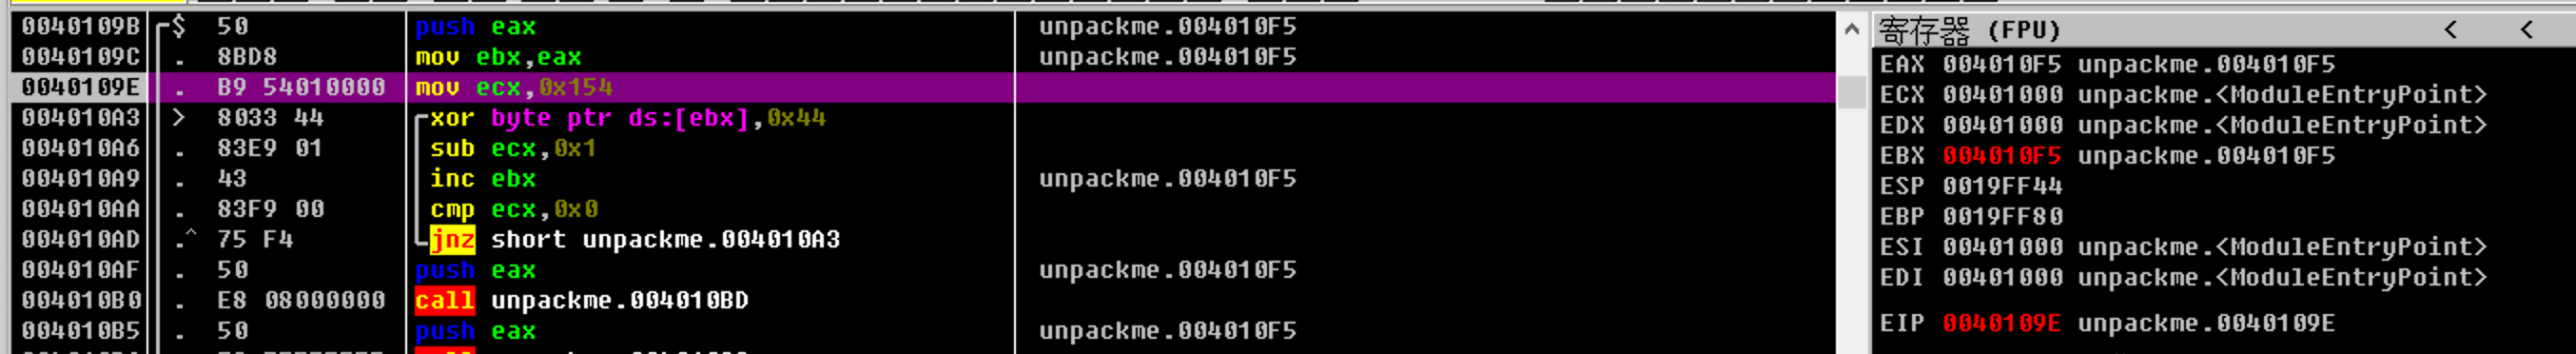 0040109B $ 50 push eax unpackme.004010F5
0040109C . 8BD8 mov ebx,eax unpackme.004010F5
0040109E . B9 54010000 mov ecx,0x154
004010A3 > 8033 44 xor byte ptr ds:[ebx],0x44
004010A6 . 83E9 01 sub ecx,0x1
004010A9 . 43 inc ebx unpackme.004010F5
004010AA . 83F9 00 cmp ecx,0x0
004010AD .^ 75 F4 jnz short unpackme.004010A3
004010AF . 50 push eax unpackme.004010F5
004010B0 . E8 08000000 call unpackme.004010BD
004010B5 . 50 push eax unpackme.004010F5
寄存器 (FPU) < <
EAX 004010F5 unpackme.004010F5
ECX 00401000 unpackme.<ModuleEntryPoint>
EDX 00401000 unpackme.<ModuleEntryPoint>
EBX 004010F5 unpackme.004010F5
ESP 0019FF44
EBP 0019FF80
ESI 00401000 unpackme.<ModuleEntryPoint>
EDI 00401000 unpackme.<ModuleEntryPoint>
EIP 0040109E unpackme.0040109E